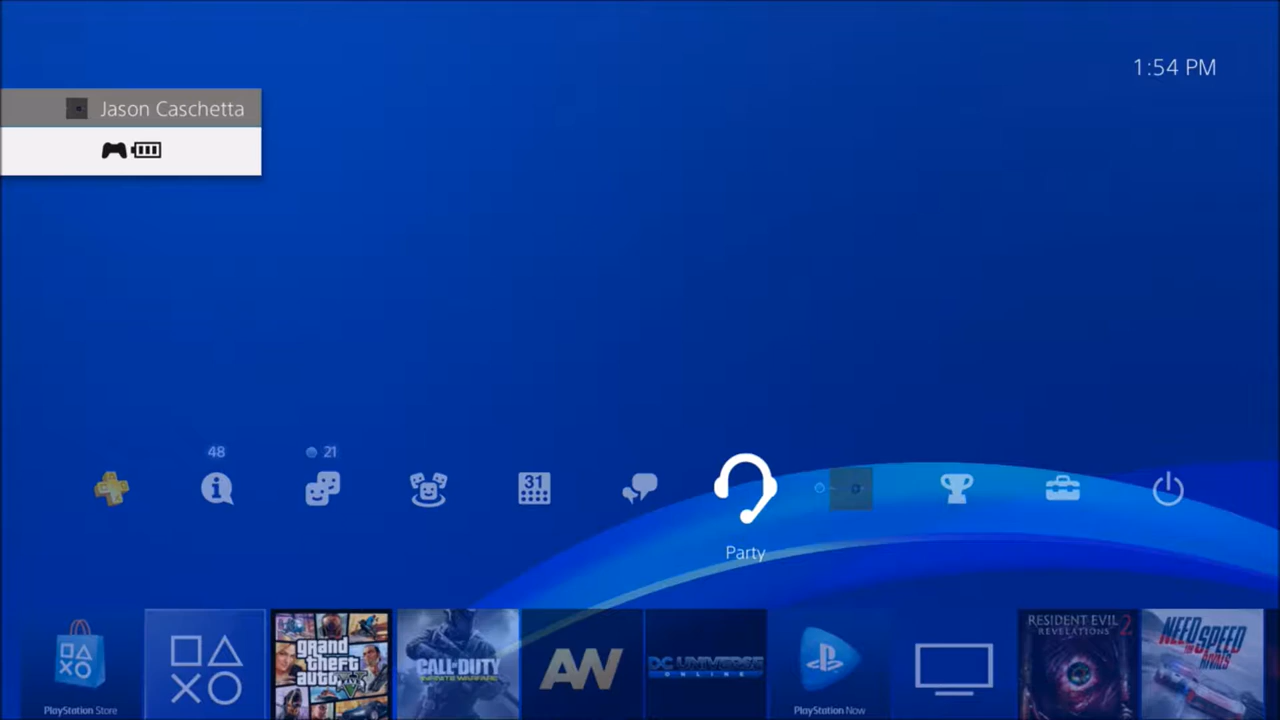 1:54 PM
Jason Caschetta
48
21
31
Party
PlayStation Store
grand
theft
auto
V
CALL OF DUTY
INFINITE WARFARE
AW
DC UNIVERSE
ONLINE
PlayStation Now
RESIDENT EVIL
REVELATIONS 2
NEED FOR SPEED
RIVALS